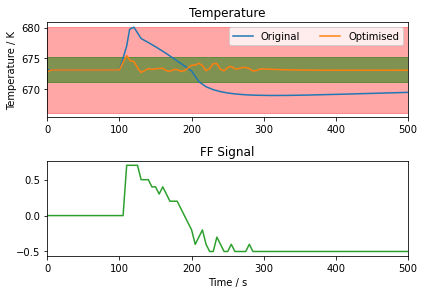 Temperature
Temperature / K
680
675
670
Original
Optimised
0 100 200 300 400 500
FF Signal
0.5
0.0
−0.5
0 100 200 300 400 500
Time / s